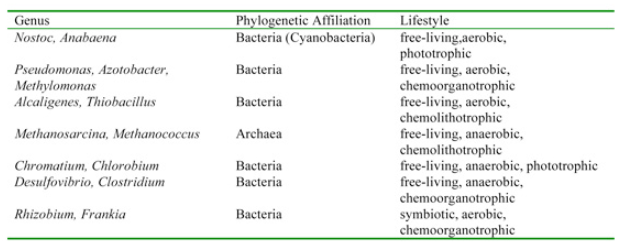 Genus Phylogenetic Affiliation Lifestyle
Nostoc, Anabaena Bacteria (Cyanobacteria) free-living,aerobic,
phototrophic
Pseudomonas, Azotobacter, Bacteria free-living, aerobic,
Methylomonas chemoorganotrophic
Alcaligenes, Thiobacillus Bacteria free-living, aerobic,
chemolithotrophic
Methanosarcina, Methanococcus Archaea free-living, anaerobic,
chemolithotrophic
Chromatium, Chlorobium Bacteria free-living, anaerobic, phototrophic
Desulfovibrio, Clostridium Bacteria free-living, anaerobic,
chemoorganotrophic
Rhizobium, Frankia Bacteria symbiotic, aerobic,
chemoorganotrophic